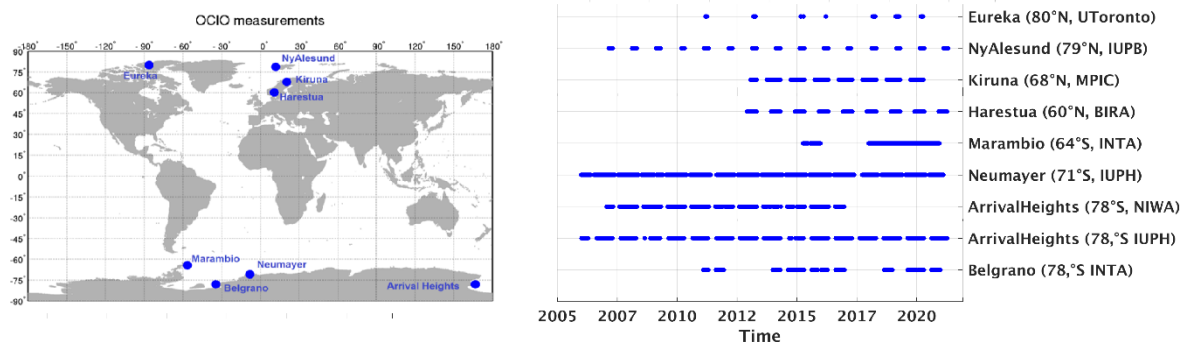 OClO measurements
-180 -150 -120 -90 -60 -30 0 30 60 90 120 150 180
90
75
60
45
30
15
0
-15
-30
-45
-60
-75
-90
NyAlesund
Eureka
Kiruna
Harestua
Marambio
Neumayer
Belgrano
Arrival Heights
Eureka (80°N, UToronto)
NyAlesund (79°N, IUPB)
Kiruna (68°N, MPIC)
Harestua (60°N, BIRA)
Marambio (64°S, INTA)
Neumayer (71°S, IUPH)
ArrivalHeights (78°S, NIWA)
ArrivalHeights (78,°S IUPH)
Belgrano (78,°S INTA)
2005 2007 2010 2012 2015 2017 2020
Time